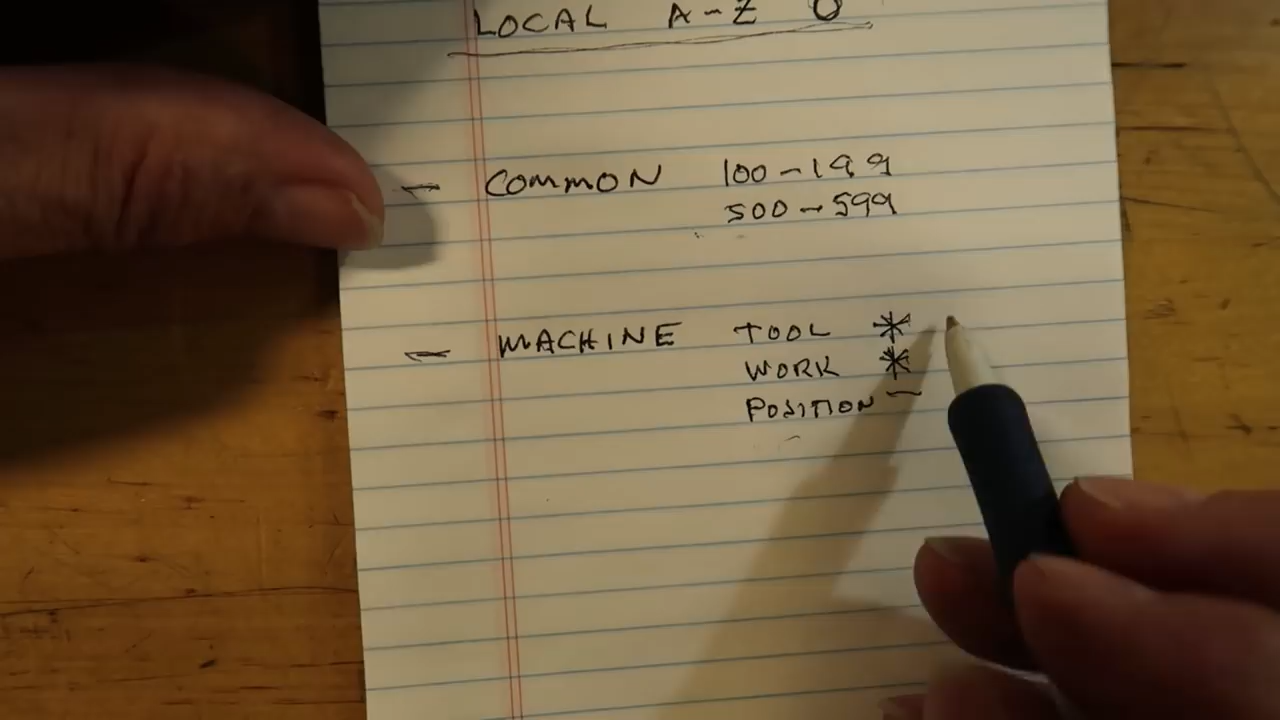 LOCAL A-Z 0
- COMMON 100-199
500-599
- MACHINE TOOL *
WORK *
POSITION -